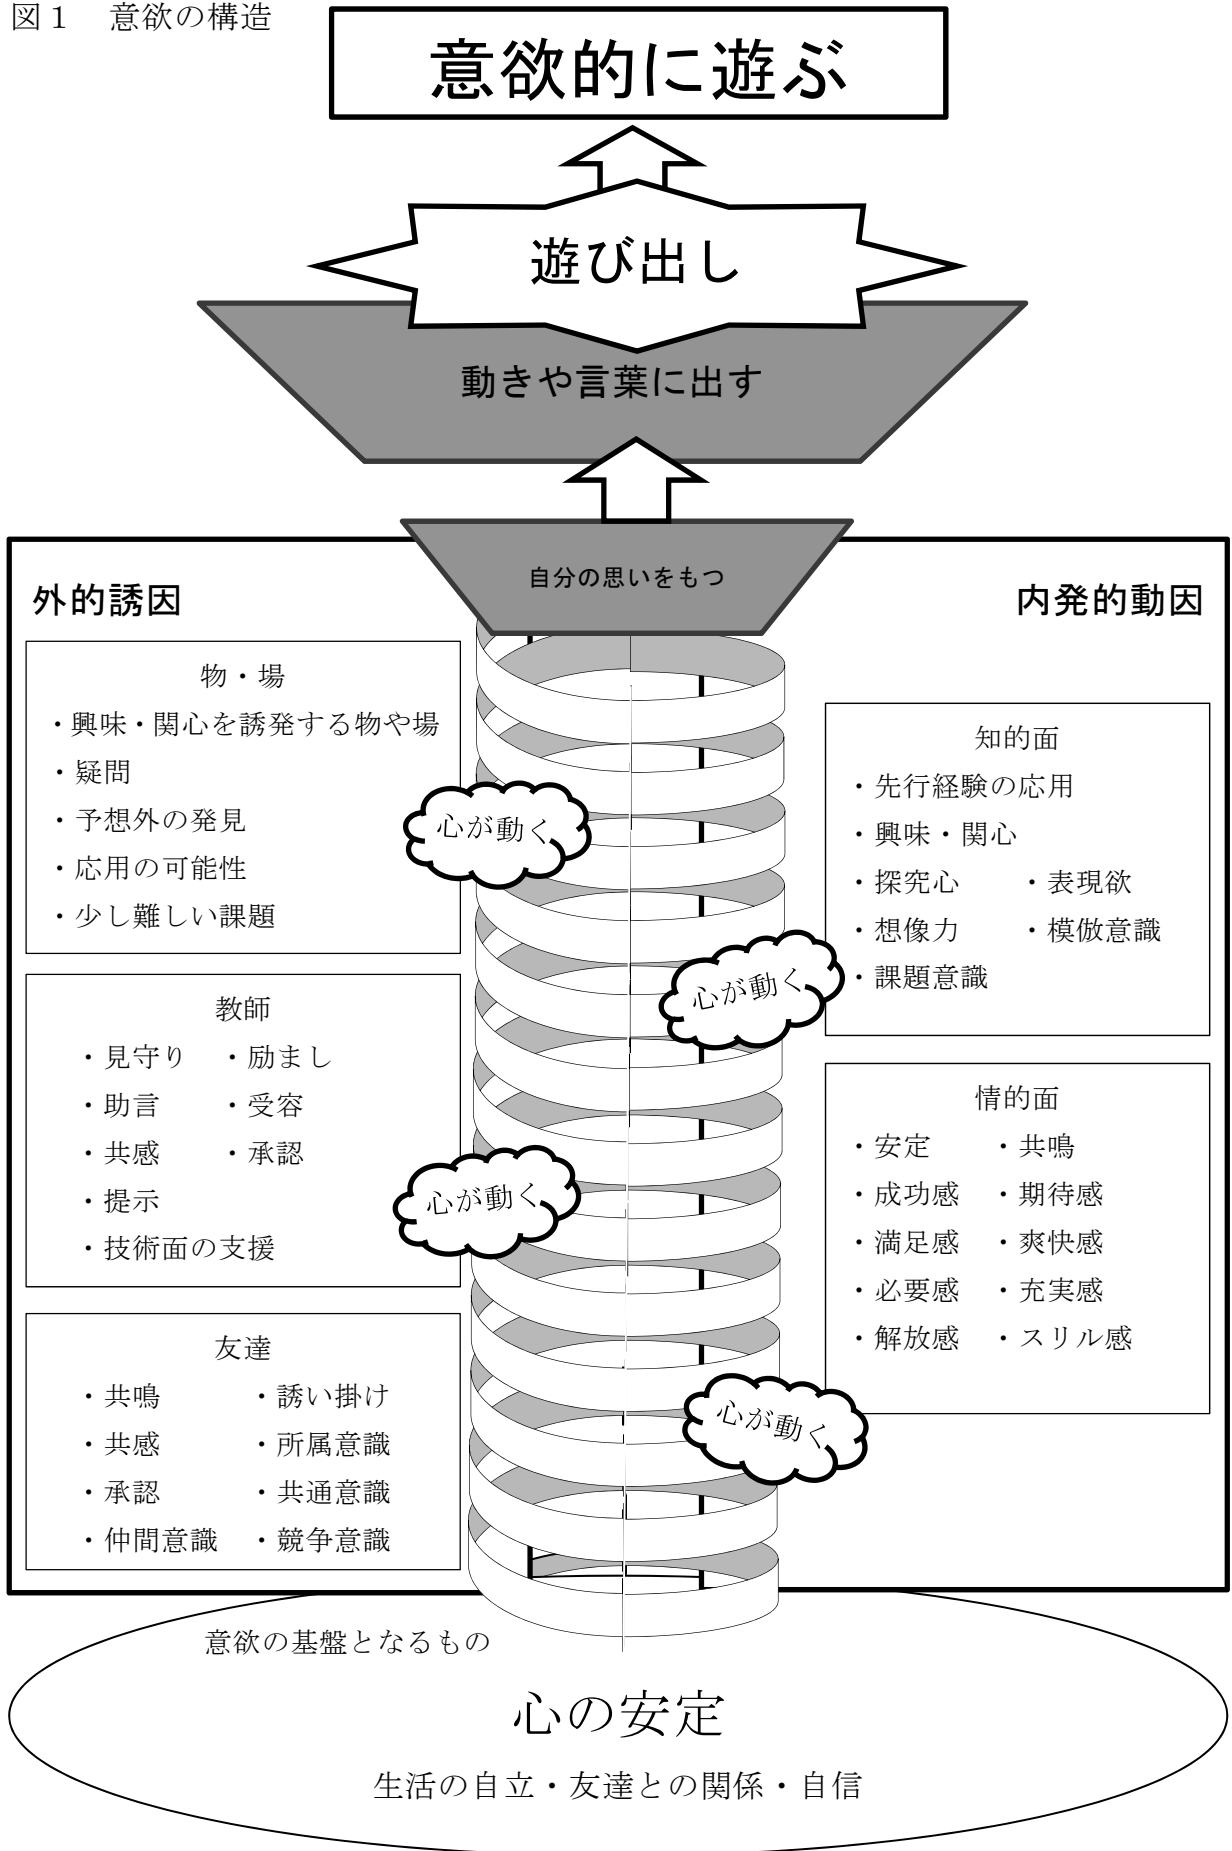 図１　意欲の構造
意欲的に遊ぶ
遊び出し
動きや言葉に出す
自分の思いをもつ
外的誘因
物・場
・興味・関心を誘発する物や場
・疑問
・予想外の発見
・応用の可能性
・少し難しい課題
教師
・見守り　・励まし
・助言　・受容
・共感　・承認
・提示
・技術面の支援
友達
・共鳴　・誘い掛け
・共感　・所属意識
・承認　・共通意識
・仲間意識　・競争意識
心が動く
心が動く
心が動く
心が動く
内発的動因
知的面
・先行経験の応用
・興味・関心
・探究心　・表現欲
・想像力　・模倣意識
・課題意識
情的面
・安定　・共鳴
・成功感　・期待感
・満足感　・爽快感
・必要感　・充実感
・解放感　・スリル感
意欲の基盤となるもの
心の安定
生活の自立・友達との関係・自信